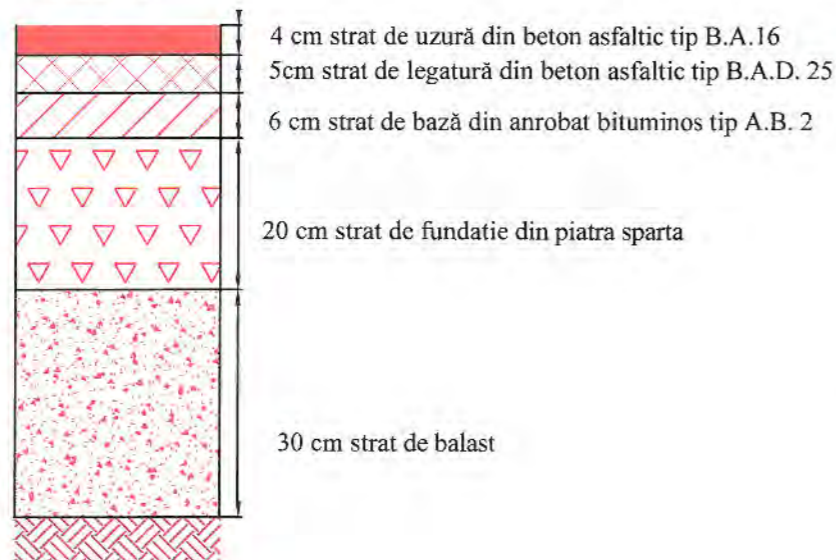 4 cm strat de uzură din beton asfaltic tip B.A.16
5cm strat de legatură din beton asfaltic tip B.A.D. 25
6 cm strat de bază din anrobat bituminos tip A.B. 2
20 cm strat de fundatie din piatra sparta
30 cm strat de balast